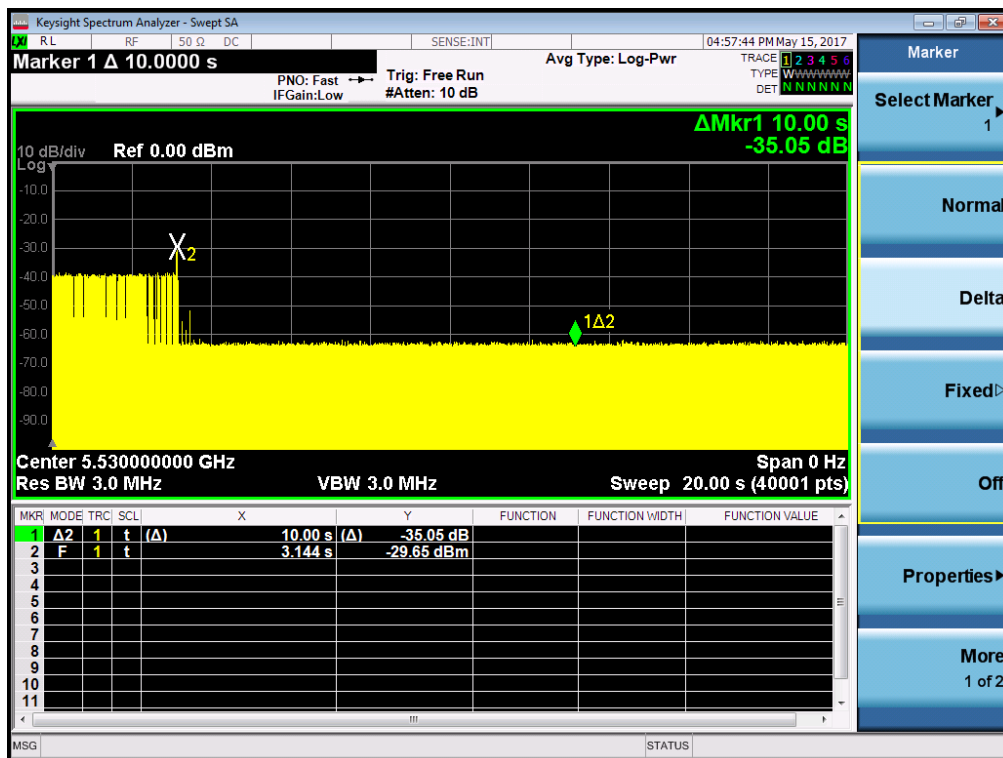 Keysight Spectrum Analyzer - Swept SA
LXI RL RF 50 Ω DC SENSE:INT 04:57:44 PM May 15, 2017
Marker 1 Δ 10.0000 s
PNO: Fast
IFGain:Low
Trig: Free Run
#Atten: 10 dB
Avg Type: Log-Pwr
TRACE 1 2 3 4 5 6
TYPE WWWWWW
DET N N N N N N
ΔMkr1 10.00 s
-35.05 dB
10 dB/div Ref 0.00 dBm
Log
-10.0
-20.0
-30.0
-40.0
-50.0
-60.0
-70.0
-80.0
-90.0
X2
1Δ2
Center 5.530000000 GHz Span 0 Hz
Res BW 3.0 MHz VBW 3.0 MHz Sweep 20.00 s (40001 pts)
MKR MODE TRC SCL X Y FUNCTION FUNCTION WIDTH FUNCTION VALUE
1 Δ2 1 t (Δ) 10.00 s (Δ) -35.05 dB
2 F 1 t 3.144 s -29.65 dBm
3
4
5
6
7
8
9
10
11
MSG STATUS
Marker
Select Marker
1
Normal
Delta
Fixed
Off
Properties
More
1 of 2